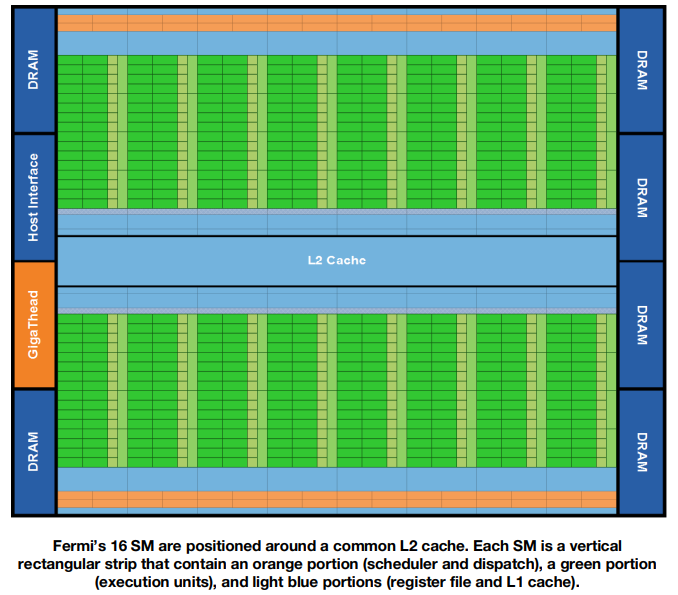 DRAM
Host Interface
GigaThead
DRAM
L2 Cache
DRAM
DRAM
DRAM
DRAM
Fermi's 16 SM are positioned around a common L2 cache. Each SM is a vertical
rectangular strip that contain an orange portion (scheduler and dispatch), a green portion
(execution units), and light blue portions (register file and L1 cache).